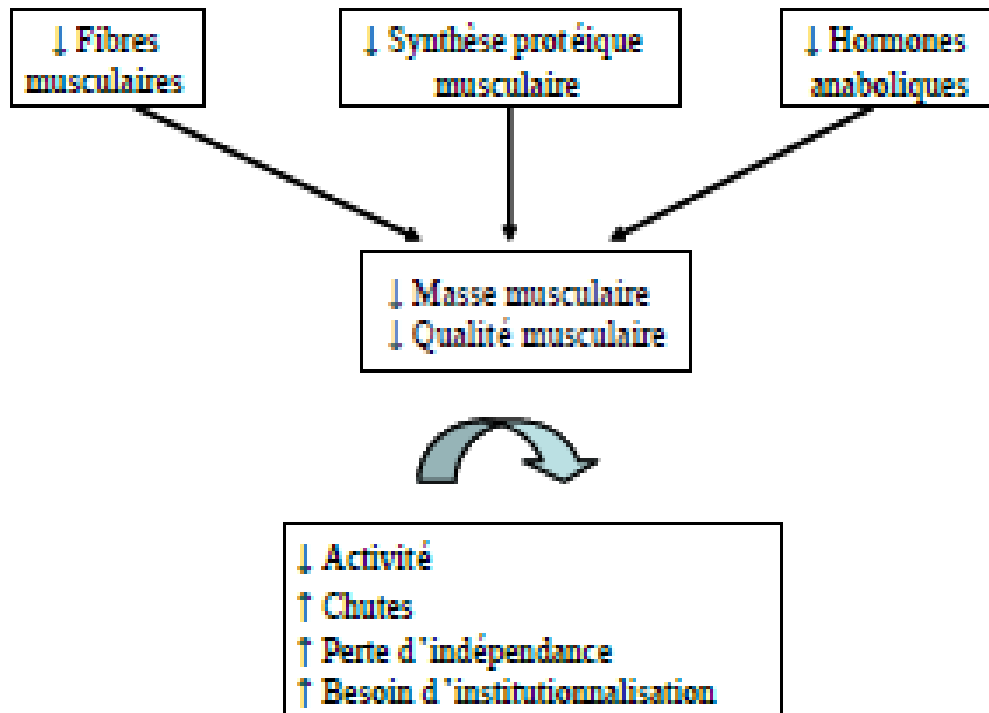 ↓ Fibres
musculaires
↓ Synthèse protéique
musculaire
↓ Hormones
anaboliques
↓ Masse musculaire
↓ Qualité musculaire
↓ Activité
↑ Chutes
↑ Perte d'indépendance
↑ Besoin d'institutionnalisation